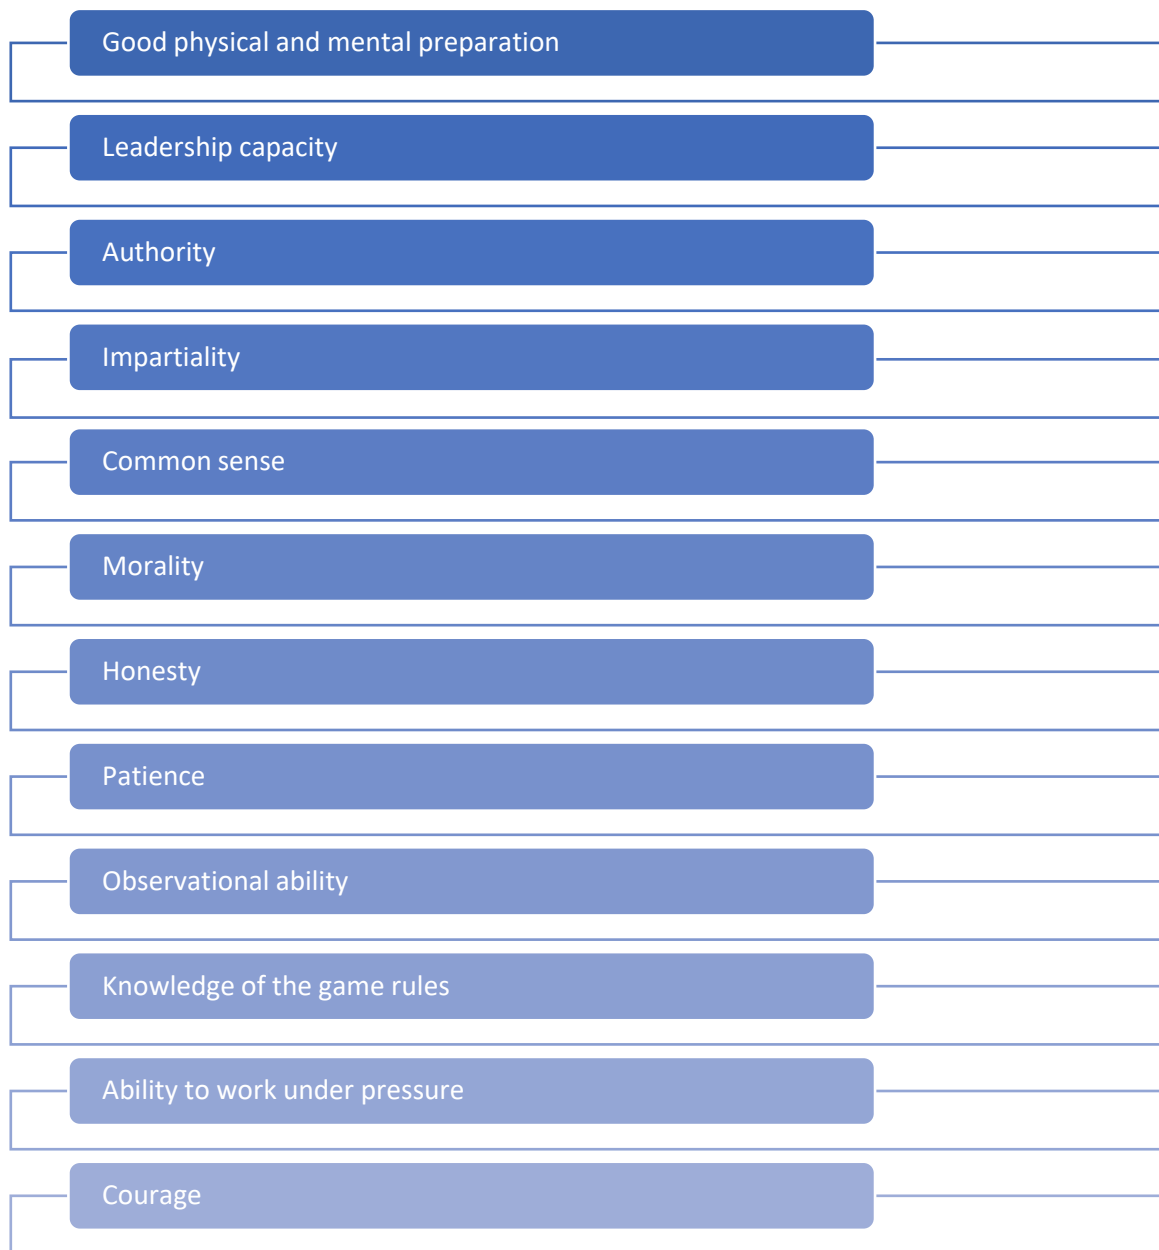 Good physical and mental preparation
Leadership capacity
Authority
Impartiality
Common sense
Morality
Honesty
Patience
Observational ability
Knowledge of the game rules
Ability to work under pressure
Courage